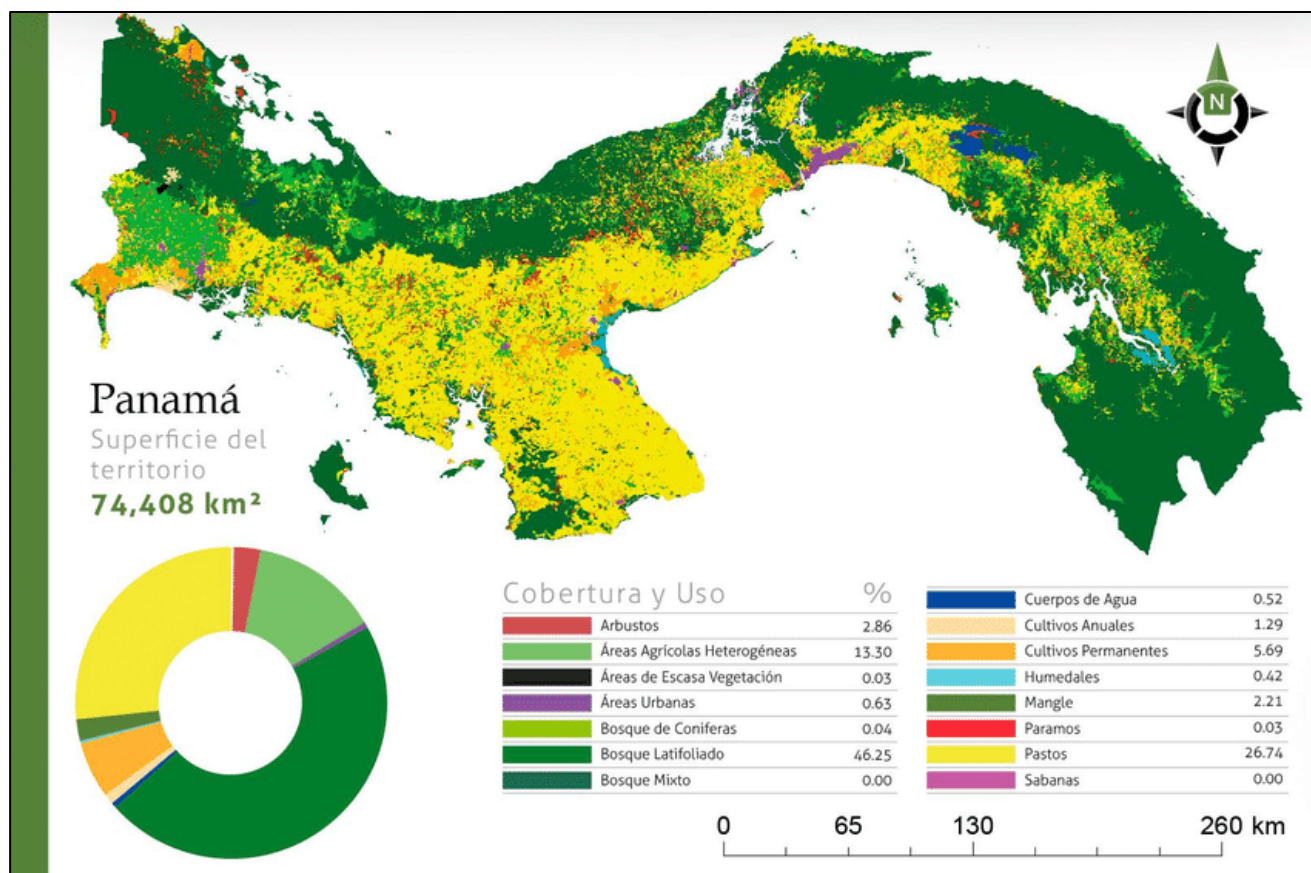 N
Panamá
Superficie del
territorio
74,408 km²
Cobertura y Uso %
Arbustos 2.86
Áreas Agrícolas Heterogéneas 13.30
Áreas de Escasa Vegetación 0.03
Áreas Urbanas 0.63
Bosque de Coniferas 0.04
Bosque Latifoliado 46.25
Bosque Mixto 0.00
Cuerpos de Agua 0.52
Cultivos Anuales 1.29
Cultivos Permanentes 5.69
Humedales 0.42
Mangle 2.21
Paramos 0.03
Pastos 26.74
Sabanas 0.00
0 65 130 260 km